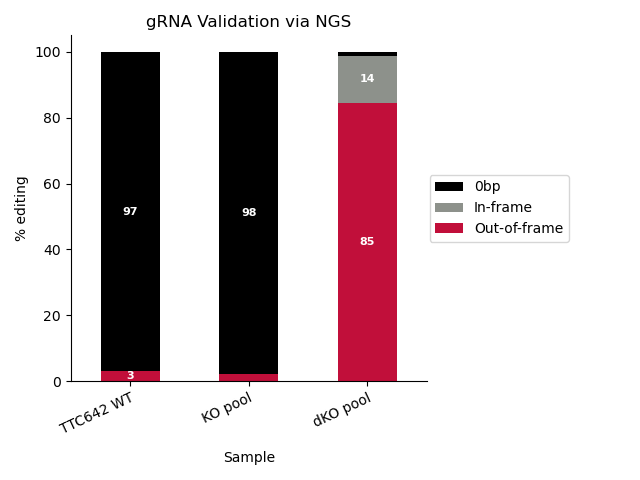 gRNA Validation via NGS
% editing
100
80
60
40
20
0
97
3
98
14
85
TTC642 WT
KO pool
dKO pool
Sample
0bp
In-frame
Out-of-frame